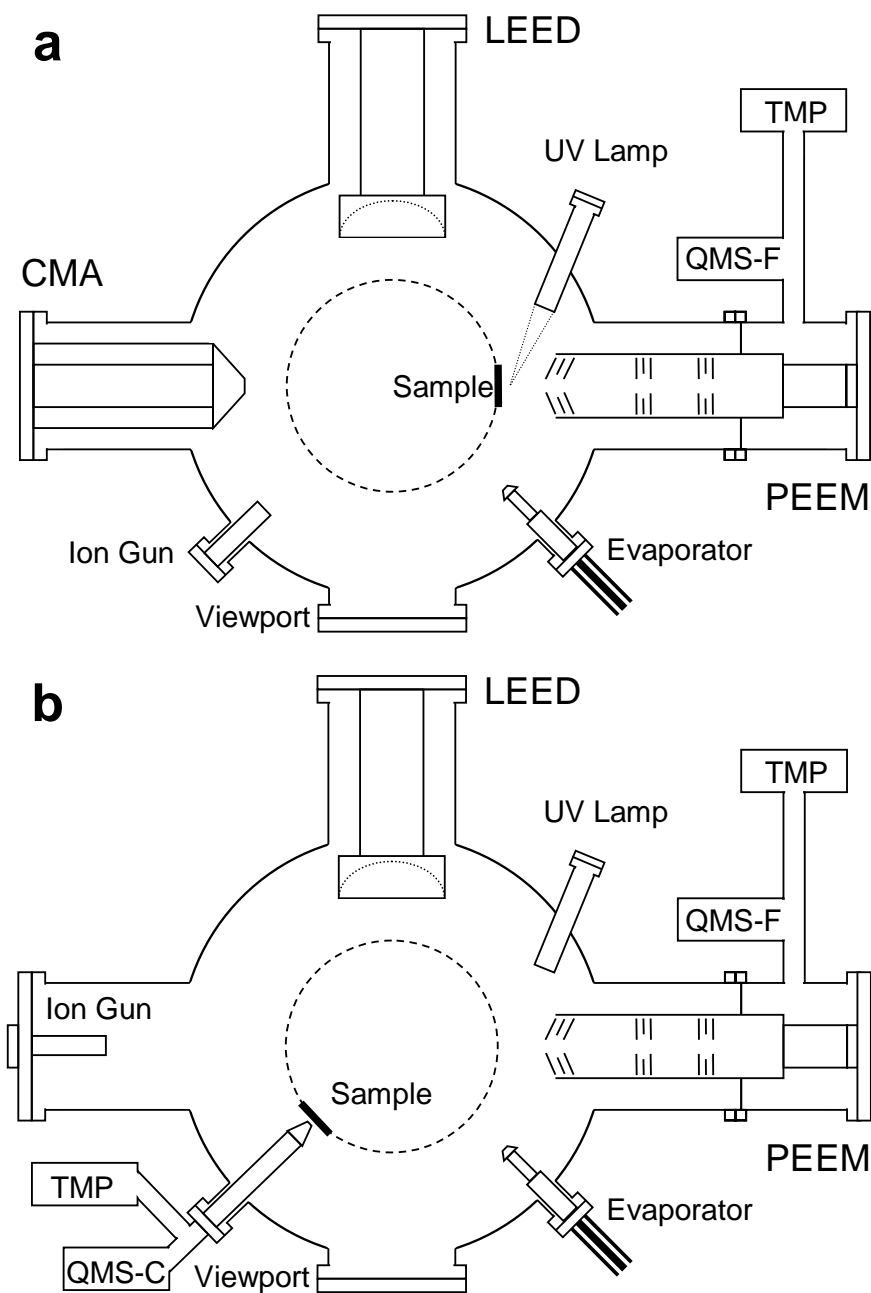 a
LEED
TMP
UV Lamp
QMS-F
CMA
Sample
PEEM
Ion Gun
Evaporator
Viewport
b
LEED
TMP
UV Lamp
QMS-F
Ion Gun
Sample
PEEM
TMP
Evaporator
QMS-C
Viewport